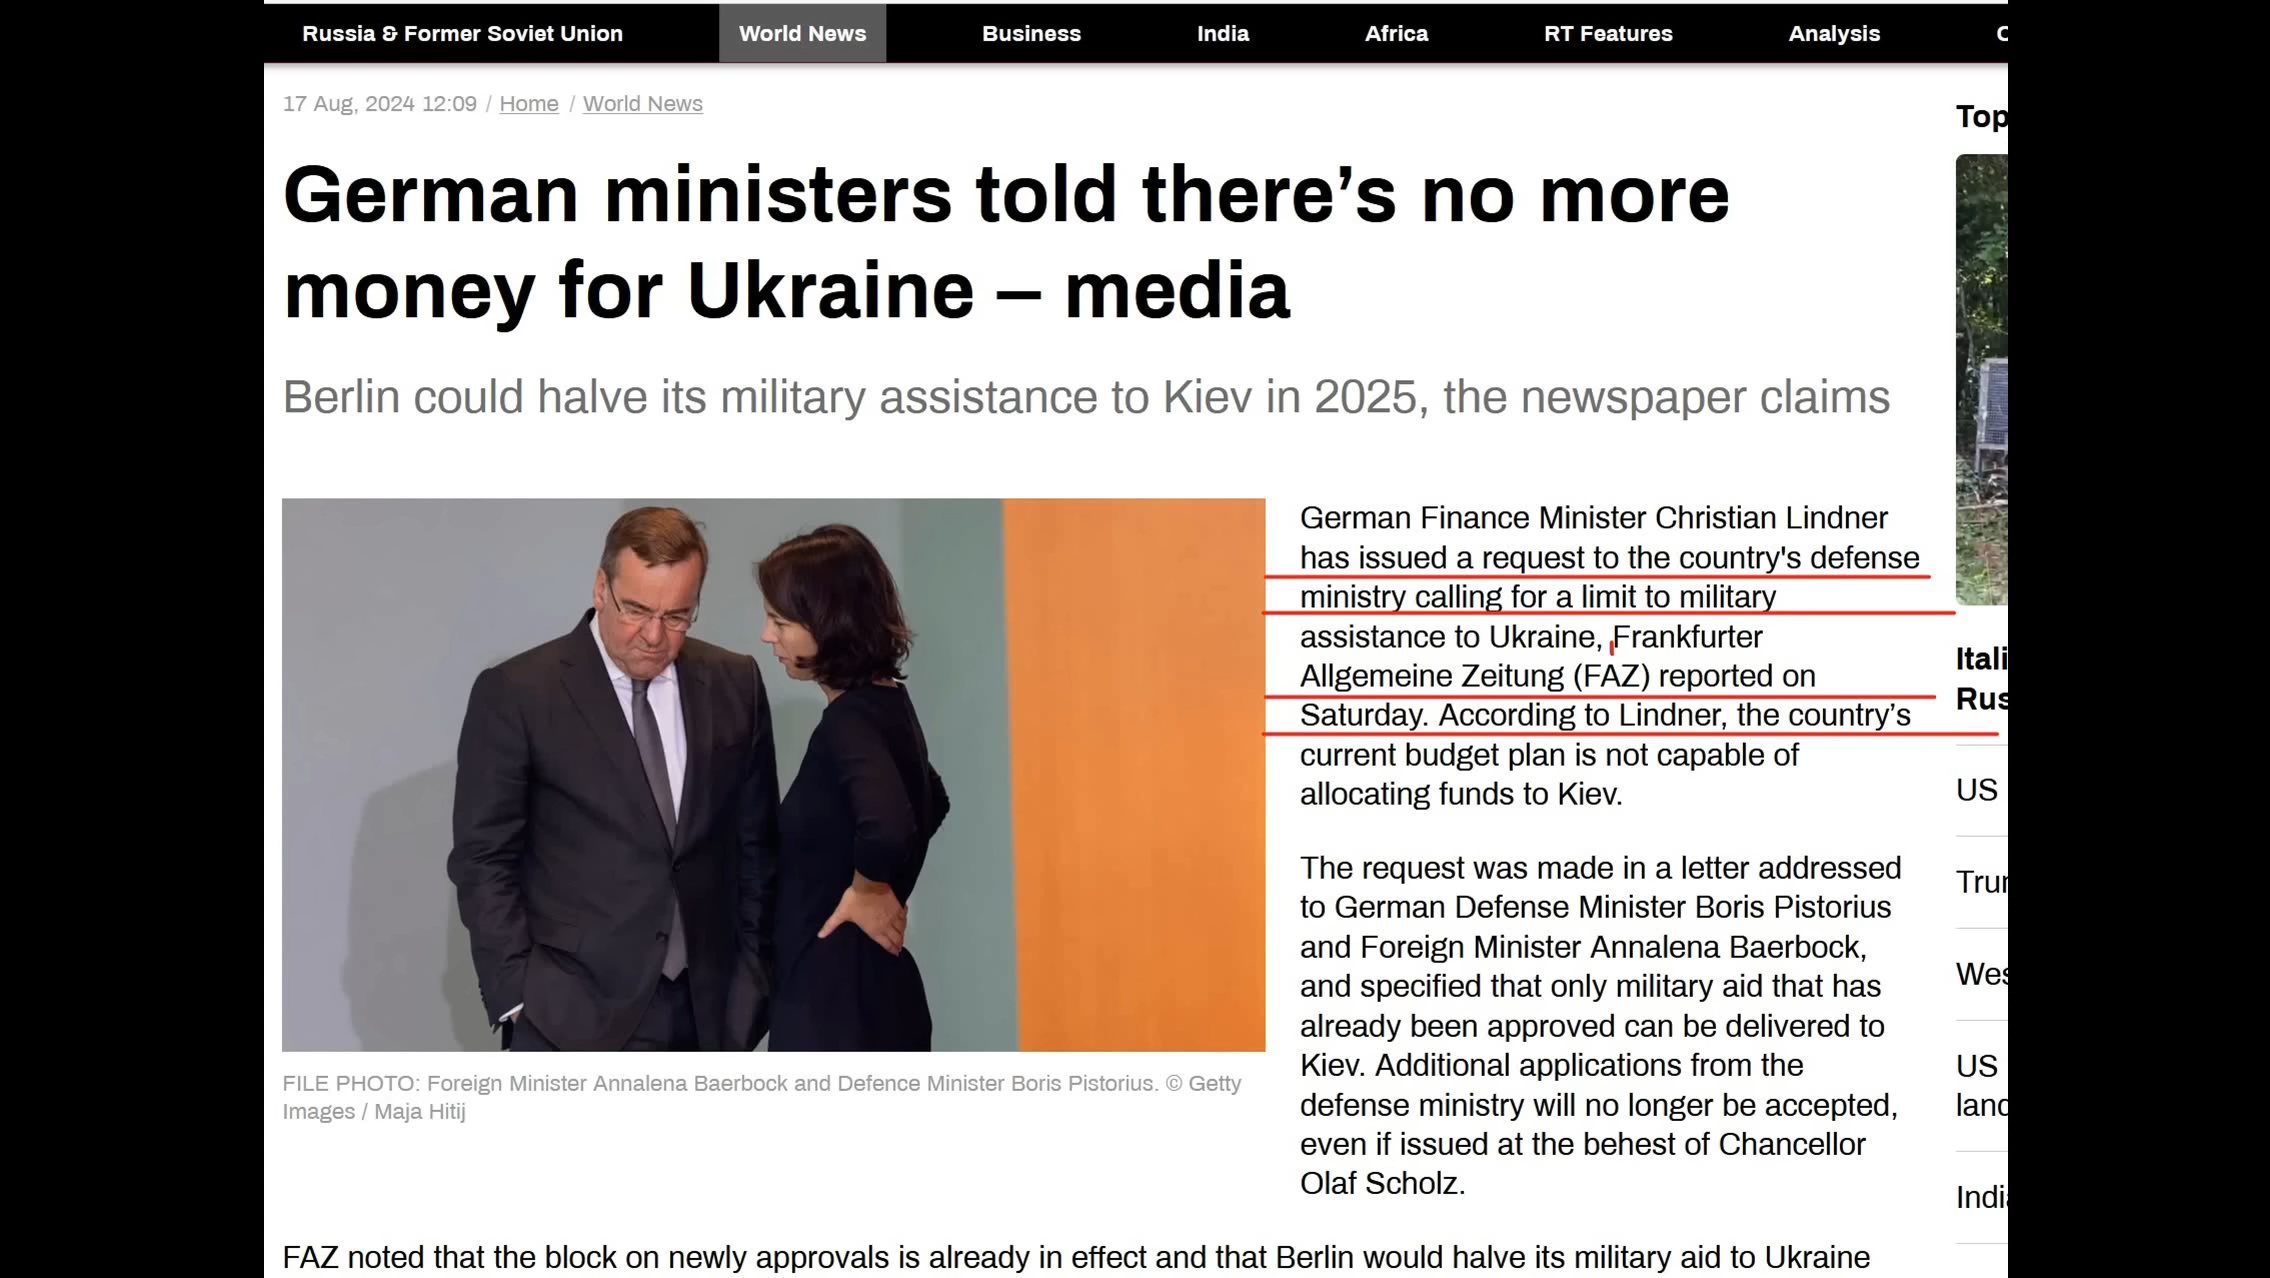 Russia & Former Soviet Union World News Business India Africa RT Features Analysis
17 Aug, 2024 12:09 / Home / World News
German ministers told there’s no more
money for Ukraine – media
Berlin could halve its military assistance to Kiev in 2025, the newspaper claims
German Finance Minister Christian Lindner
has issued a request to the country's defense
ministry calling for a limit to military
assistance to Ukraine, Frankfurter
Allgemeine Zeitung (FAZ) reported on
Saturday. According to Lindner, the country’s
current budget plan is not capable of
allocating funds to Kiev.
The request was made in a letter addressed
to German Defense Minister Boris Pistorius
and Foreign Minister Annalena Baerbock,
and specified that only military aid that has
already been approved can be delivered to
Kiev. Additional applications from the
defense ministry will no longer be accepted,
even if issued at the behest of Chancellor
Olaf Scholz.
FILE PHOTO: Foreign Minister Annalena Baerbock and Defence Minister Boris Pistorius. © Getty
Images / Maja Hitij
FAZ noted that the block on newly approvals is already in effect and that Berlin would halve its military aid to Ukraine
Top
US
US